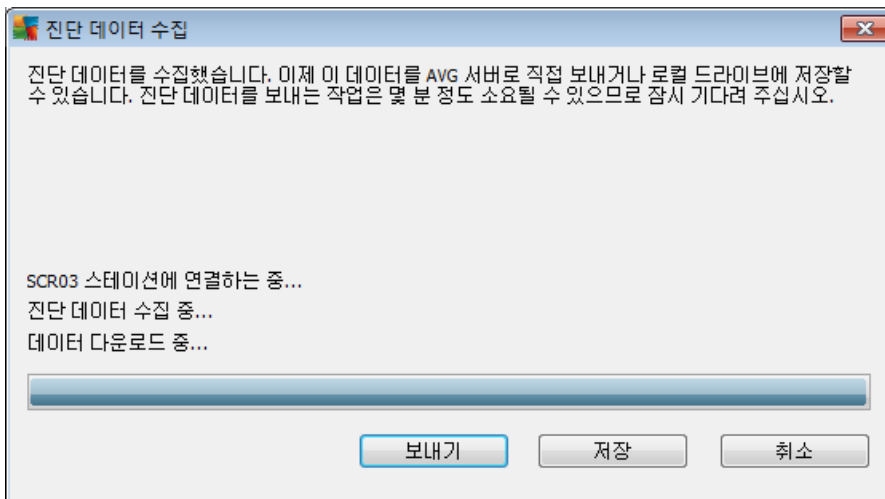 진단 데이터 수집
진단 데이터를 수집했습니다. 이제 이 데이터를 AVG 서버로 직접 보내거나 로컬 드라이브에 저장할
수 있습니다. 진단 데이터를 보내는 작업은 몇 분 정도 소요될 수 있으므로 잠시 기다려 주십시오.
SCR03 스테이션에 연결하는 중...
진단 데이터 수집 중...
데이터 다운로드 중...
보내기 저장 취소